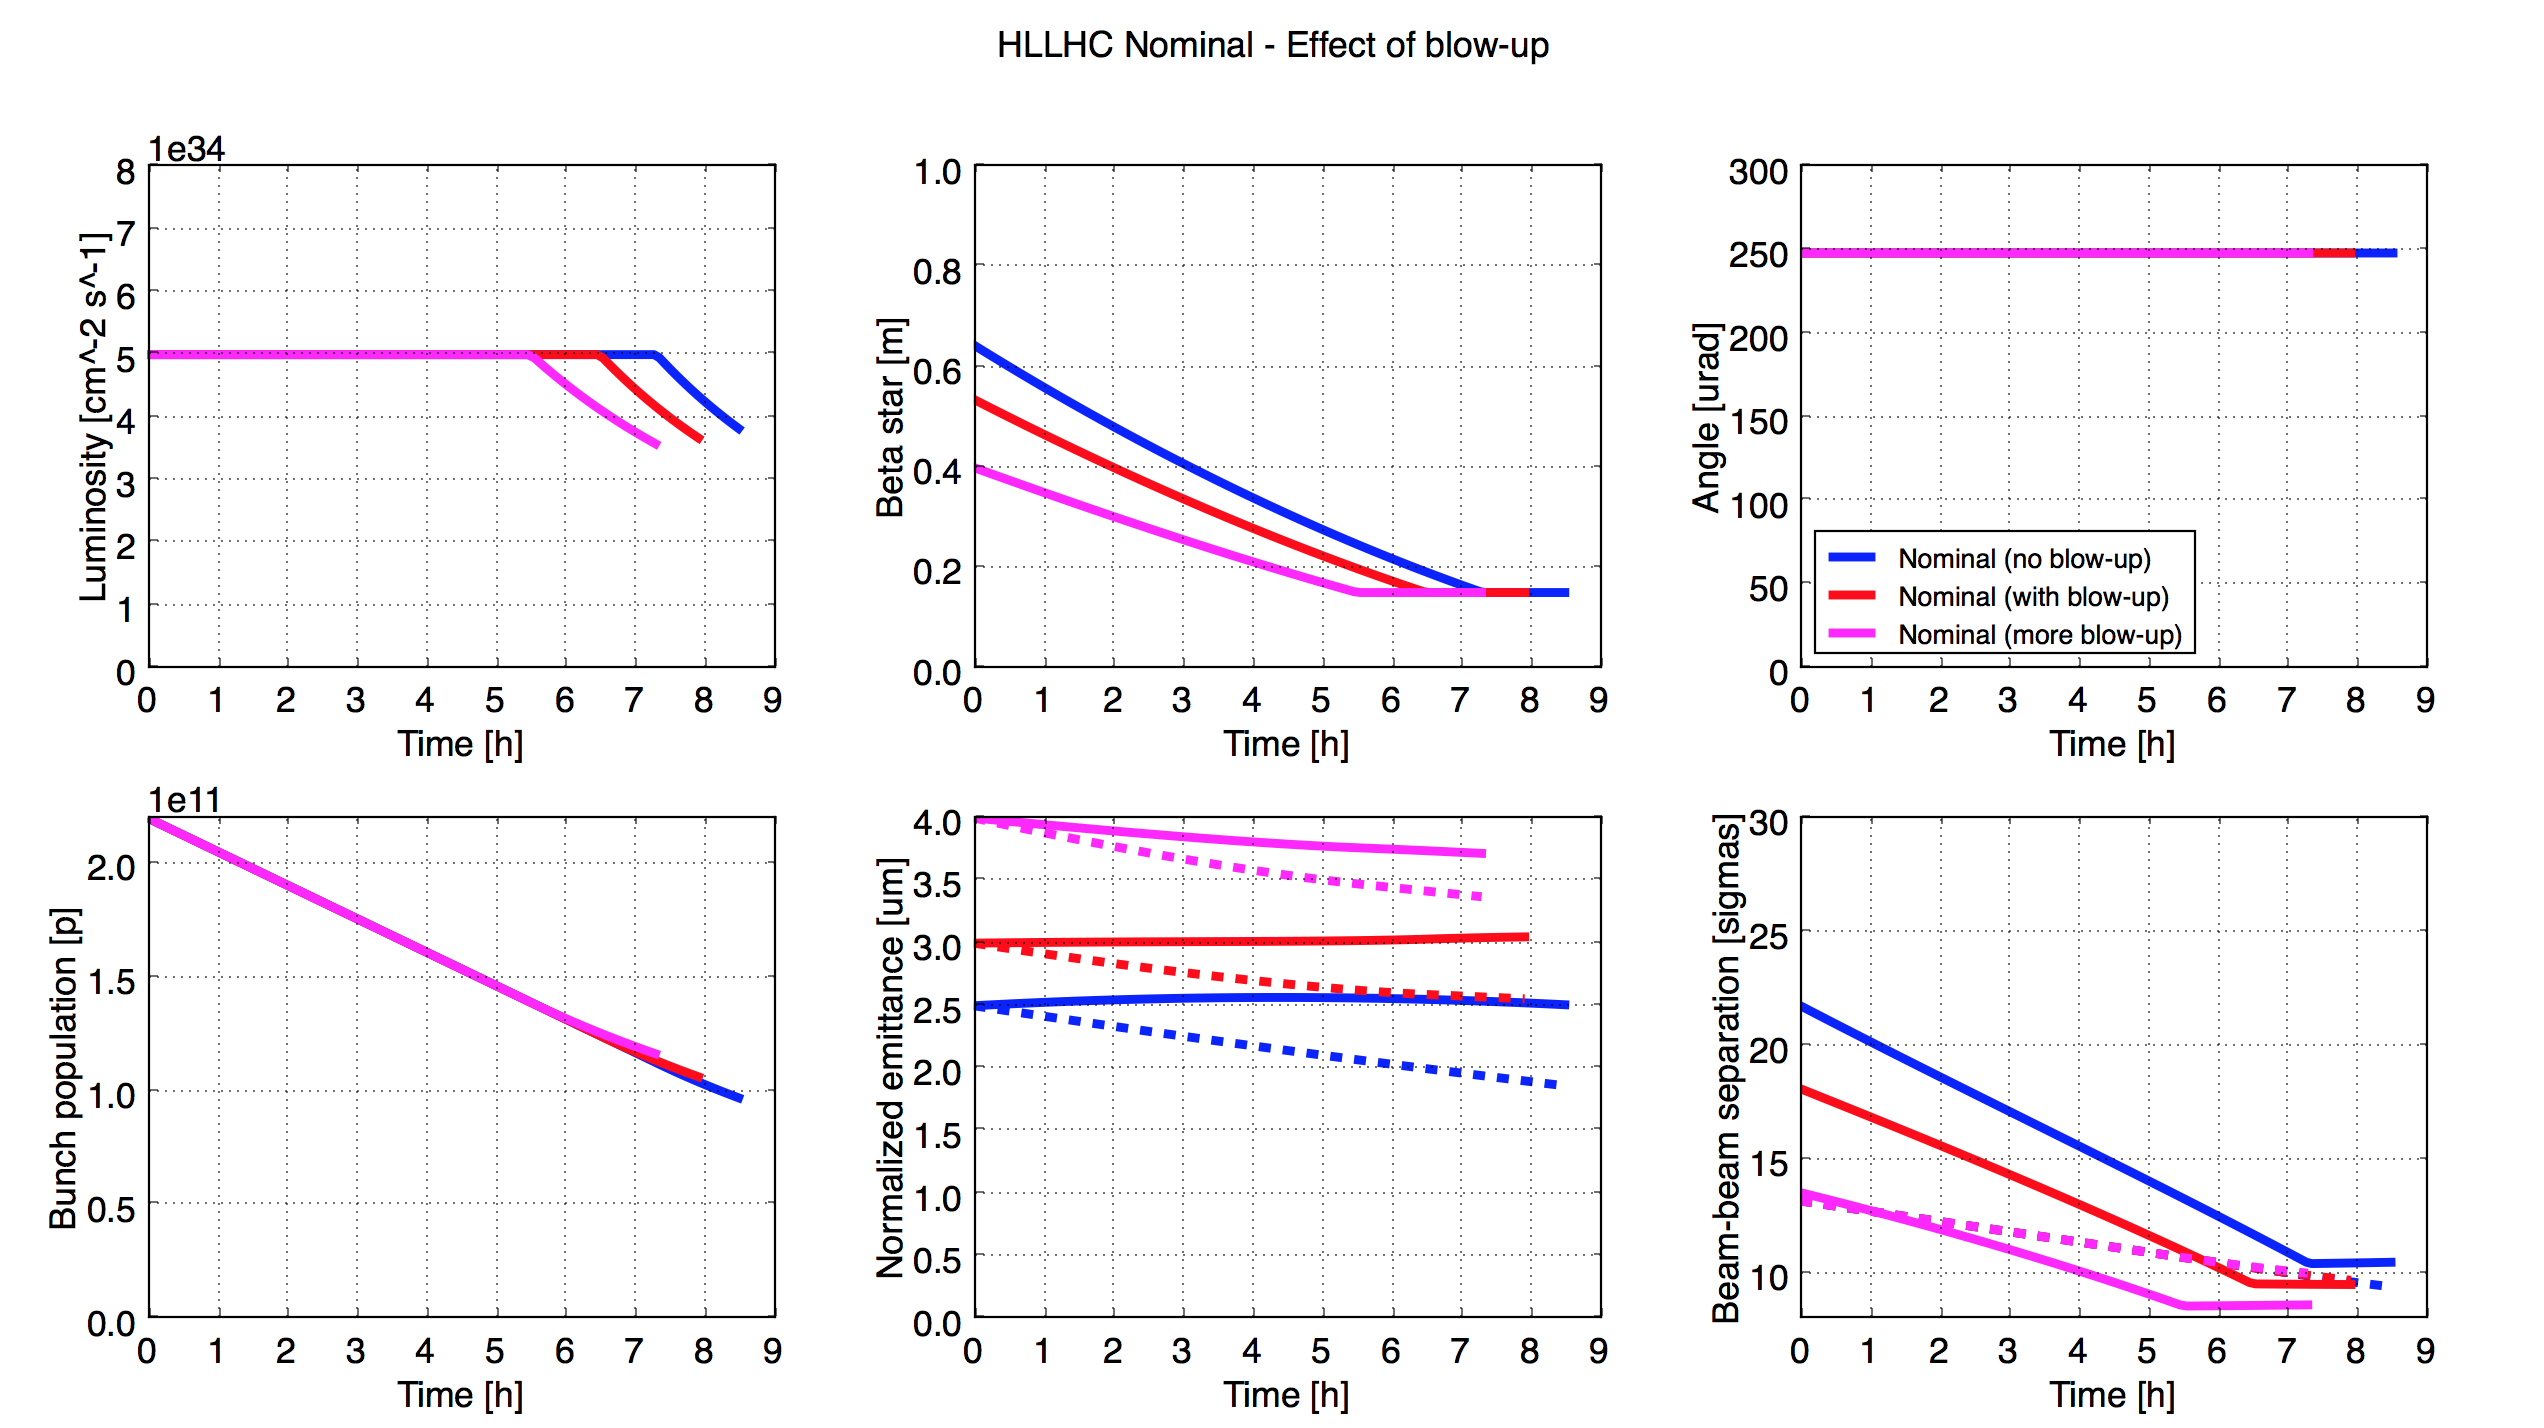 HLLHC Nominal - Effect of blow-up
1e34
8
7
6
5
4
3
2
1
0
Luminosity [cm^-2 s^-1]
0 1 2 3 4 5 6 7 8 9
Time [h]
1.0
0.8
0.6
0.4
0.2
0.0
Beta star [m]
0 1 2 3 4 5 6 7 8 9
Time [h]
300
250
200
150
100
50
0
Angle [urad]
Nominal (no blow-up)
Nominal (with blow-up)
Nominal (more blow-up)
0 1 2 3 4 5 6 7 8 9
Time [h]
1e11
2.0
1.5
1.0
0.5
0.0
Bunch population [p]
0 1 2 3 4 5 6 7 8 9
Time [h]
4.0
3.5
3.0
2.5
2.0
1.5
1.0
0.5
0.0
Normalized emittance [um]
0 1 2 3 4 5 6 7 8 9
Time [h]
30
25
20
15
10
Beam-beam separation [sigmas]
0 1 2 3 4 5 6 7 8 9
Time [h]